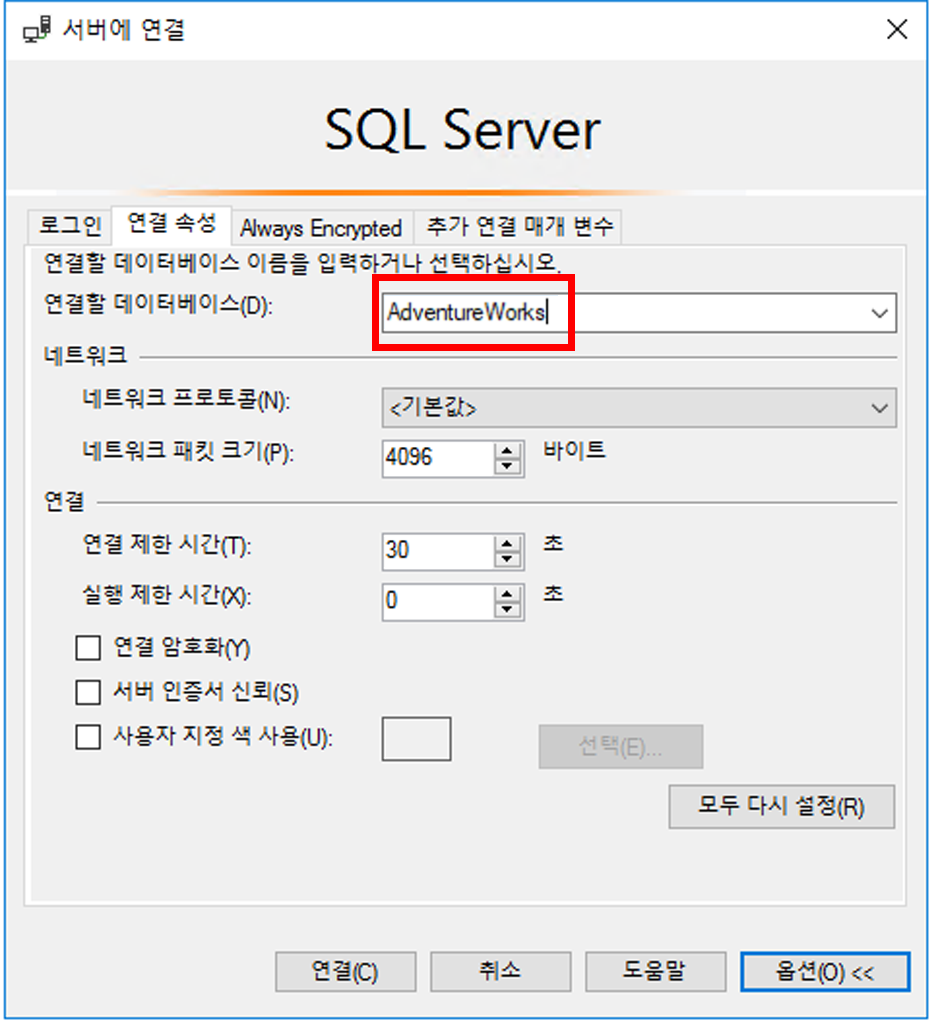 서버에 연결
SQL Server
로그인 연결 속성 Always Encrypted 추가 연결 매개 변수
연결할 데이터베이스 이름을 입력하거나 선택하십시오.
연결할 데이터베이스(D): AdventureWorks
네트워크
네트워크 프로토콜(N): <기본값>
네트워크 패킷 크기(P): 4096 바이트
연결
연결 제한 시간(T): 30 초
실행 제한 시간(X): 0 초
연결 암호화(Y)
서버 인증서 신뢰(S)
사용자 지정 색 사용(U): 선택(E)...
모두 다시 설정(R)
연결(C) 취소 도움말 옵션(O) <<